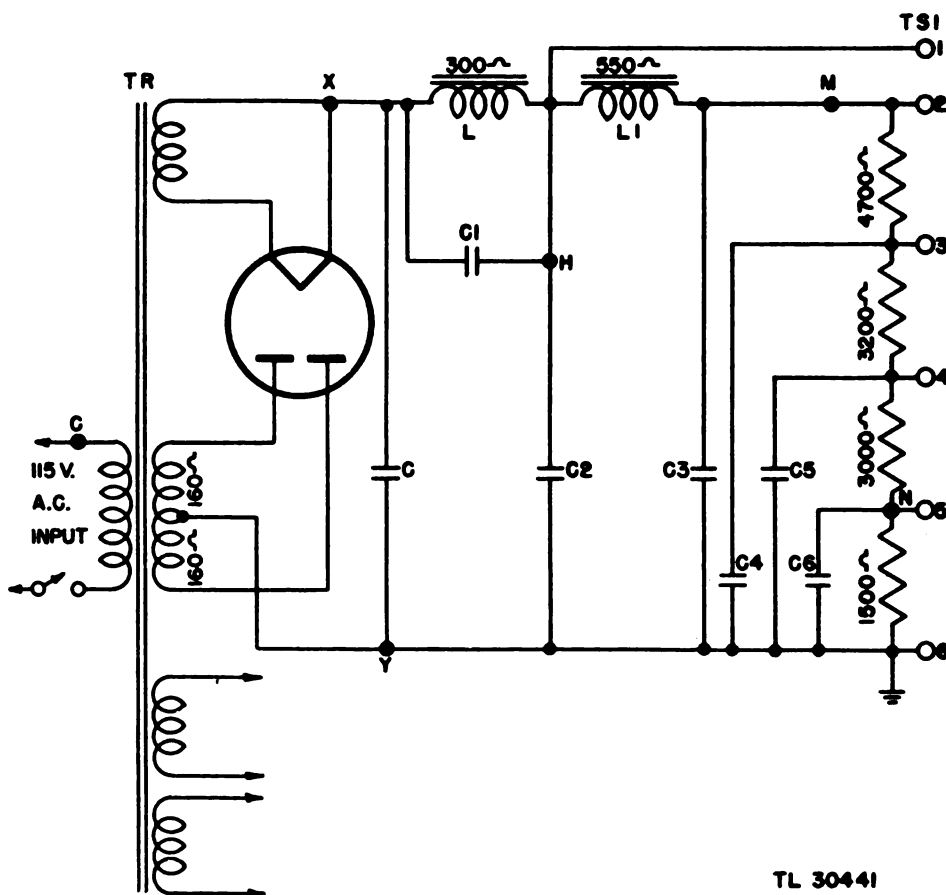 TS1
1
TR
X
300~
550~
M
2
L
L1
4700~
C1
H
3
3200~
4
C
115 V.
A.C.
INPUT
160~
160~
C
C2
C3
C5
3000~
N
5
C4
C6
1500~
Y
6
TL 30441